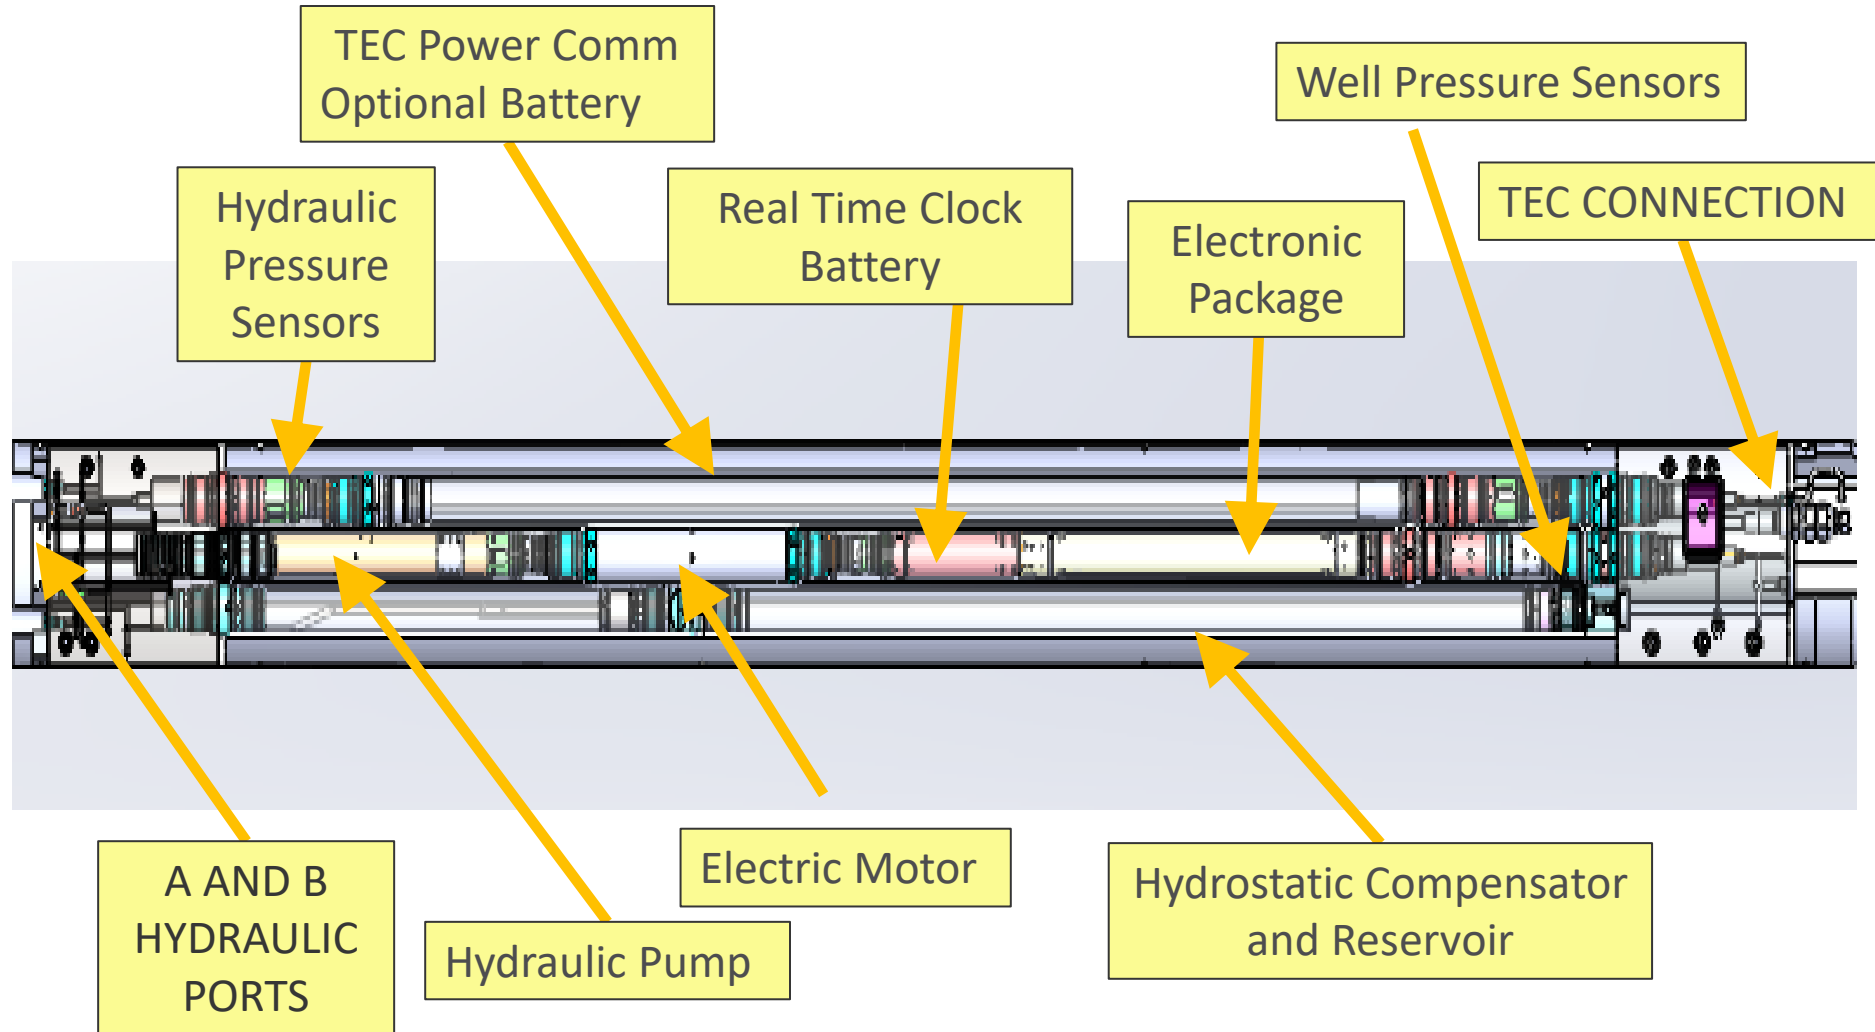 TEC Power Comm
Optional Battery
Well Pressure Sensors
Hydraulic
Pressure
Sensors
Real Time Clock
Battery
Electronic
Package
TEC CONNECTION
A AND B
HYDRAULIC
PORTS
Hydraulic Pump
Electric Motor
Hydrostatic Compensator
and Reservoir